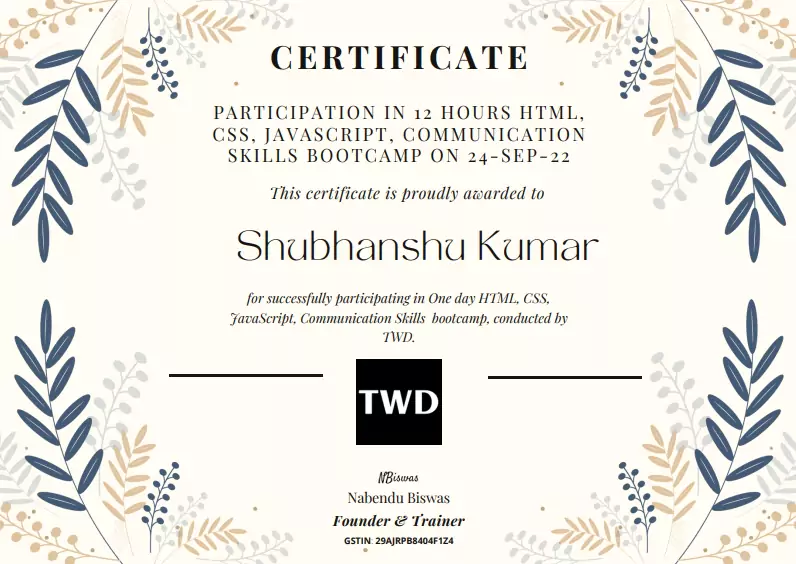 CERTIFICATE
PARTICIPATION IN 12 HOURS HTML,
CSS, JAVASCRIPT, COMMUNICATION
SKILLS BOOTCAMP ON 24-SEP-22
This certificate is proudly awarded to
Shubhanshu Kumar
for successfully participating in One day HTML, CSS,
JavaScript, Communication Skills bootcamp, conducted by
TWD.
TWD
NBiswas
Nabendu Biswas
Founder & Trainer
GSTIN: 29AJRPB8404F1Z4